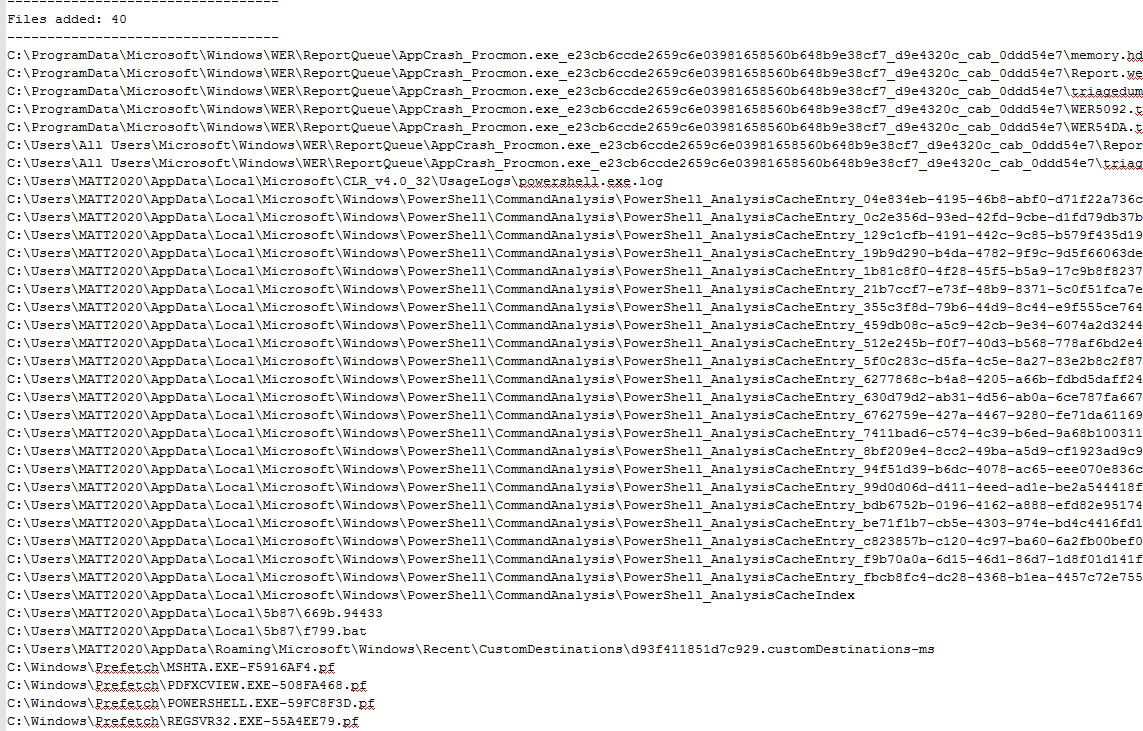 ----------------------------------
Files added: 40
----------------------------------
C:\ProgramData\Microsoft\Windows\WER\ReportQueue\AppCrash_Procmon.exe_e23cb6ccde2659c6e03981658560b648b9e38cf7_d9e4320c_cab_0ddd54e7\memory.hd
C:\ProgramData\Microsoft\Windows\WER\ReportQueue\AppCrash_Procmon.exe_e23cb6ccde2659c6e03981658560b648b9e38cf7_d9e4320c_cab_0ddd54e7\Report.we
C:\ProgramData\Microsoft\Windows\WER\ReportQueue\AppCrash_Procmon.exe_e23cb6ccde2659c6e03981658560b648b9e38cf7_d9e4320c_cab_0ddd54e7\triagedum
C:\ProgramData\Microsoft\Windows\WER\ReportQueue\AppCrash_Procmon.exe_e23cb6ccde2659c6e03981658560b648b9e38cf7_d9e4320c_cab_0ddd54e7\WER5092.t
C:\ProgramData\Microsoft\Windows\WER\ReportQueue\AppCrash_Procmon.exe_e23cb6ccde2659c6e03981658560b648b9e38cf7_d9e4320c_cab_0ddd54e7\WER54DA.t
C:\Users\All Users\Microsoft\Windows\WER\ReportQueue\AppCrash_Procmon.exe_e23cb6ccde2659c6e03981658560b648b9e38cf7_d9e4320c_cab_0ddd54e7\Repor
C:\Users\All Users\Microsoft\Windows\WER\ReportQueue\AppCrash_Procmon.exe_e23cb6ccde2659c6e03981658560b648b9e38cf7_d9e4320c_cab_0ddd54e7\triag
C:\Users\MATT2020\AppData\Local\Microsoft\CLR_v4.0_32\UsageLogs\powershell.exe.log
C:\Users\MATT2020\AppData\Local\Microsoft\Windows\PowerShell\CommandAnalysis\PowerShell_AnalysisCacheEntry_04e834eb-4195-46b8-abf0-d71f22a736c
C:\Users\MATT2020\AppData\Local\Microsoft\Windows\PowerShell\CommandAnalysis\PowerShell_AnalysisCacheEntry_0c2e356d-93ed-42fd-9cbe-d1fd79db37b
C:\Users\MATT2020\AppData\Local\Microsoft\Windows\PowerShell\CommandAnalysis\PowerShell_AnalysisCacheEntry_129c1cfb-4191-442c-9c85-b579f435d19
C:\Users\MATT2020\AppData\Local\Microsoft\Windows\PowerShell\CommandAnalysis\PowerShell_AnalysisCacheEntry_19b9d290-b4da-4782-9f9c-9d5f66063de
C:\Users\MATT2020\AppData\Local\Microsoft\Windows\PowerShell\CommandAnalysis\PowerShell_AnalysisCacheEntry_1b81c8f0-4f28-45f5-b5a9-17c9b8f8237
C:\Users\MATT2020\AppData\Local\Microsoft\Windows\PowerShell\CommandAnalysis\PowerShell_AnalysisCacheEntry_21b7ccf7-e73f-48b9-8371-5c0f51fca7e
C:\Users\MATT2020\AppData\Local\Microsoft\Windows\PowerShell\CommandAnalysis\PowerShell_AnalysisCacheEntry_355c3f8d-79b6-44d9-8c44-e9f555ce764
C:\Users\MATT2020\AppData\Local\Microsoft\Windows\PowerShell\CommandAnalysis\PowerShell_AnalysisCacheEntry_459db08c-a5c9-42cb-9e34-6074a2d3244
C:\Users\MATT2020\AppData\Local\Microsoft\Windows\PowerShell\CommandAnalysis\PowerShell_AnalysisCacheEntry_512e245b-f0f7-40d3-b568-778af6bd2e4
C:\Users\MATT2020\AppData\Local\Microsoft\Windows\PowerShell\CommandAnalysis\PowerShell_AnalysisCacheEntry_5f0c283c-d5fa-4c5e-8a27-83e2b8c2f87
C:\Users\MATT2020\AppData\Local\Microsoft\Windows\PowerShell\CommandAnalysis\PowerShell_AnalysisCacheEntry_6277868c-b4a8-4205-a66b-fdbd5daff24
C:\Users\MATT2020\AppData\Local\Microsoft\Windows\PowerShell\CommandAnalysis\PowerShell_AnalysisCacheEntry_630d79d2-ab31-4d56-ab0a-6ce787fa667
C:\Users\MATT2020\AppData\Local\Microsoft\Windows\PowerShell\CommandAnalysis\PowerShell_AnalysisCacheEntry_6762759e-427a-4467-9280-fe71da61169
C:\Users\MATT2020\AppData\Local\Microsoft\Windows\PowerShell\CommandAnalysis\PowerShell_AnalysisCacheEntry_7411bad6-c574-4c39-b6ed-9a68b100311
C:\Users\MATT2020\AppData\Local\Microsoft\Windows\PowerShell\CommandAnalysis\PowerShell_AnalysisCacheEntry_8bf209e4-8cc2-49ba-a5d9-cf1923ad9c9
C:\Users\MATT2020\AppData\Local\Microsoft\Windows\PowerShell\CommandAnalysis\PowerShell_AnalysisCacheEntry_94f51d39-b6dc-4078-ac65-eee070e836c
C:\Users\MATT2020\AppData\Local\Microsoft\Windows\PowerShell\CommandAnalysis\PowerShell_AnalysisCacheEntry_99d0d06d-d411-4eed-ad1e-be2a544418f
C:\Users\MATT2020\AppData\Local\Microsoft\Windows\PowerShell\CommandAnalysis\PowerShell_AnalysisCacheEntry_bdb6752b-0196-4162-a888-efd82e95174
C:\Users\MATT2020\AppData\Local\Microsoft\Windows\PowerShell\CommandAnalysis\PowerShell_AnalysisCacheEntry_be71f1b7-cb5e-4303-974e-bd4c4416fd1
C:\Users\MATT2020\AppData\Local\Microsoft\Windows\PowerShell\CommandAnalysis\PowerShell_AnalysisCacheEntry_c823857b-c120-4c97-ba60-6a2fb00bef0
C:\Users\MATT2020\AppData\Local\Microsoft\Windows\PowerShell\CommandAnalysis\PowerShell_AnalysisCacheEntry_f9b70a0a-6d15-46d1-86d7-1d8f01d141f
C:\Users\MATT2020\AppData\Local\Microsoft\Windows\PowerShell\CommandAnalysis\PowerShell_AnalysisCacheEntry_fbcb8fc4-dc28-4368-b1ea-4457c72e755
C:\Users\MATT2020\AppData\Local\Microsoft\Windows\PowerShell\CommandAnalysis\PowerShell_AnalysisCacheIndex
C:\Users\MATT2020\AppData\Local\5b87\669b.94433
C:\Users\MATT2020\AppData\Local\5b87\f799.bat
C:\Users\MATT2020\AppData\Roaming\Microsoft\Windows\Recent\CustomDestinations\d93f411851d7c929.customDestinations-ms
C:\Windows\Prefetch\MSHTA.EXE-F5916AF4.pf
C:\Windows\Prefetch\PDFXCVIEW.EXE-508FA468.pf
C:\Windows\Prefetch\POWERSHELL.EXE-59FC8F3D.pf
C:\Windows\Prefetch\REGSVR32.EXE-55A4EE79.pf